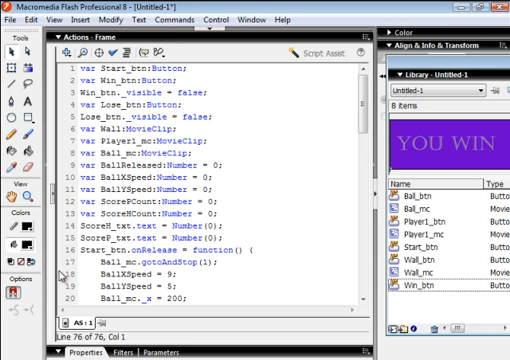 Macromedia Flash Professional 8 - [Untitled-1*]
File Edit View Insert Modify Text Commands Control Window Help
Tools
View
Colors
Options
Actions - Frame
Script Assist
1 var Start_btn:Button;
2 var Win_btn:Button;
3 Win_btn._visible = false;
4 var Lose_btn:Button;
5 Lose_btn._visible = false;
6 var Wall:MovieClip;
7 var Player1_mc:MovieClip;
8 var Ball_mc:MovieClip;
9 var BallReleased:Number = 0;
10 var BallXSpeed:Number = 0;
11 var BallYSpeed:Number = 0;
12 var ScorePCount:Number = 0;
13 var ScoreHCount:Number = 0;
14 ScoreH_txt.text = Number(0);
15 ScoreP_txt.text = Number(0);
16 Start_btn.onRelease = function() {
17 Ball_mc.gotoAndStop(1);
18 BallXSpeed = 9;
19 BallYSpeed = 5;
20 Ball_mc._x = 200;
AS : 1
Line 76 of 76, Col 1
Properties Filters Parameters
Color
Align & Info & Transform
Library - Untitled-1
Untitled-1
8 items
YOU WIN
Name Type
Ball_btn Butto
Ball_mc Movie
Player1_btn Butto
Player1_mc Movie
Start_btn Butto
Wall_btn Butto
Wall_mc Movie
Win_btn Butto